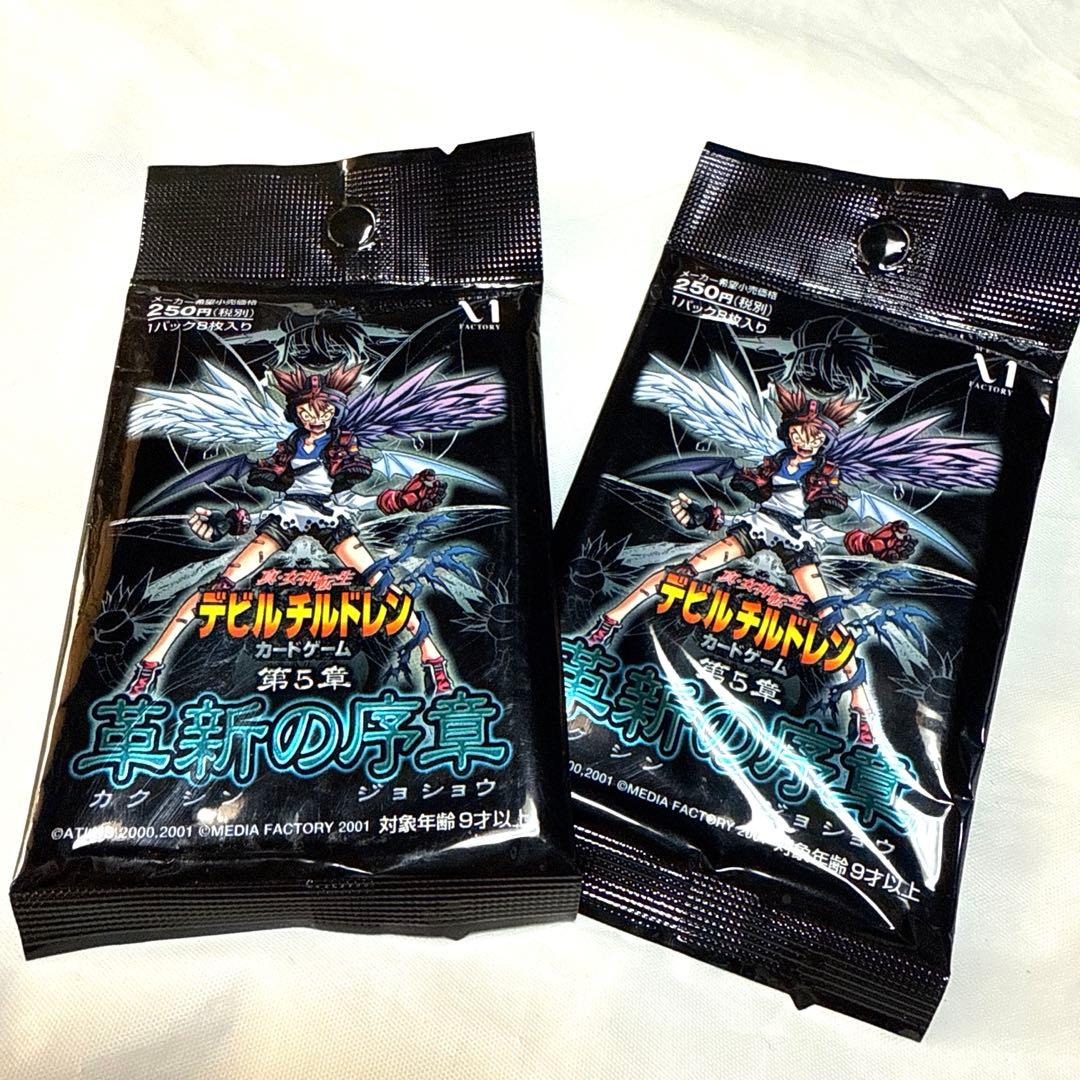 メーカー希望小売価格
250円(税別)
1パック8枚入り
FACTORY
真・女神転生
デビルチルドレン
カードゲーム
第5章
革新の序章
カク シン ジョショウ
©ATLUS 2000,2001 ©MEDIA FACTORY 2001 対象年齢 9才以上
メーカー希望小売価格
250円(税別)
1パック8枚入り
FACTORY
真・女神転生
デビルチルドレン
カードゲーム
第5章
革新の序章
シン ジョショウ
2000,2001 ©MEDIA FACTORY 対象年齢 9才以上